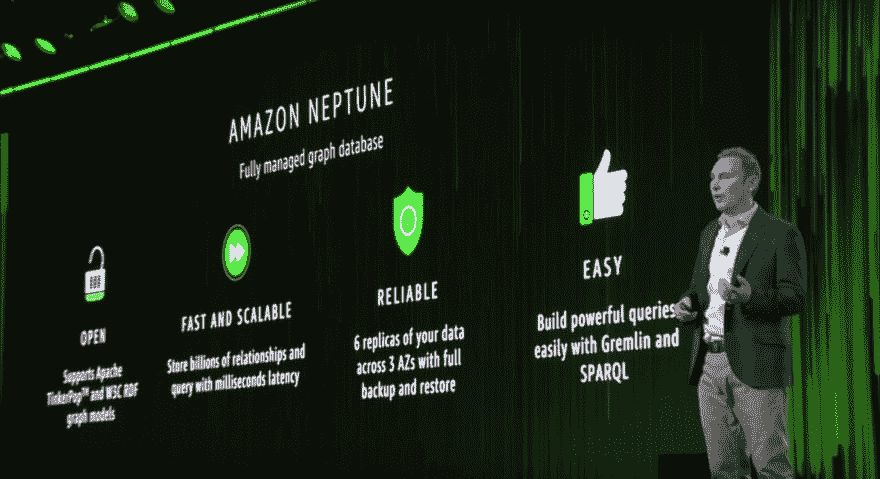 AMAZON NEPTUNE
Fully managed graph database
OPEN
Supports Apache
TinkerPop™ and W3C RDF
graph models
FAST AND SCALABLE
Store billions of relationships and
query with milliseconds latency
RELIABLE
6 replicas of your data
across 3 AZs with full
backup and restore
EASY
Build powerful queries
easily with Gremlin and
SPARQL